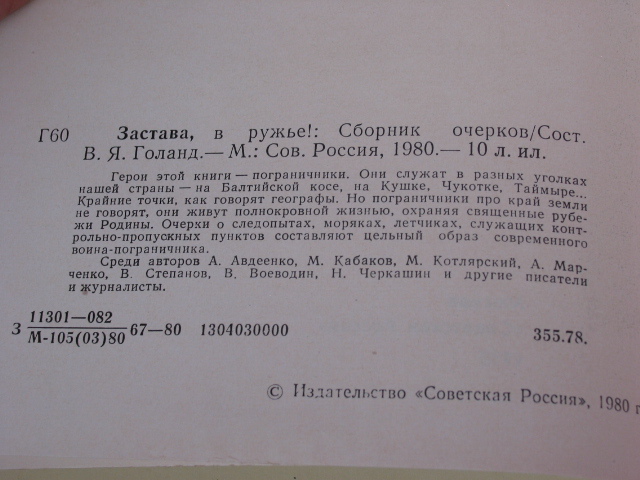 Г60 Застава, в ружье!: Сборник очерков/Сост.
В. Я. Голанд.— М.: Сов. Россия, 1980.— 10 л. ил.
Герои этой книги — пограничники. Они служат в разных уголках
нашей страны — на Балтийской косе, на Кушке, Чукотке, Таймыре...
Крайние точки, как говорят географы. Но пограничники про край земли
не говорят, они живут полнокровной жизнью, охраняя священные рубе-
жи Родины. Очерки о следопытах, моряках, летчиках, служащих конт-
рольно-пропускных пунктов составляют цельный образ современного
воина-пограничника.
Среди авторов А. Авдеенко, М. Кабаков, М. Котлярский, А. Мар-
ченко, В. Степанов, В. Воеводин, Н. Черкашин и другие писатели
и журналисты.
З 11301—082
М-105(03)80 67—80 1304030000 355.78.
© Издательство «Советская Россия», 1980 г